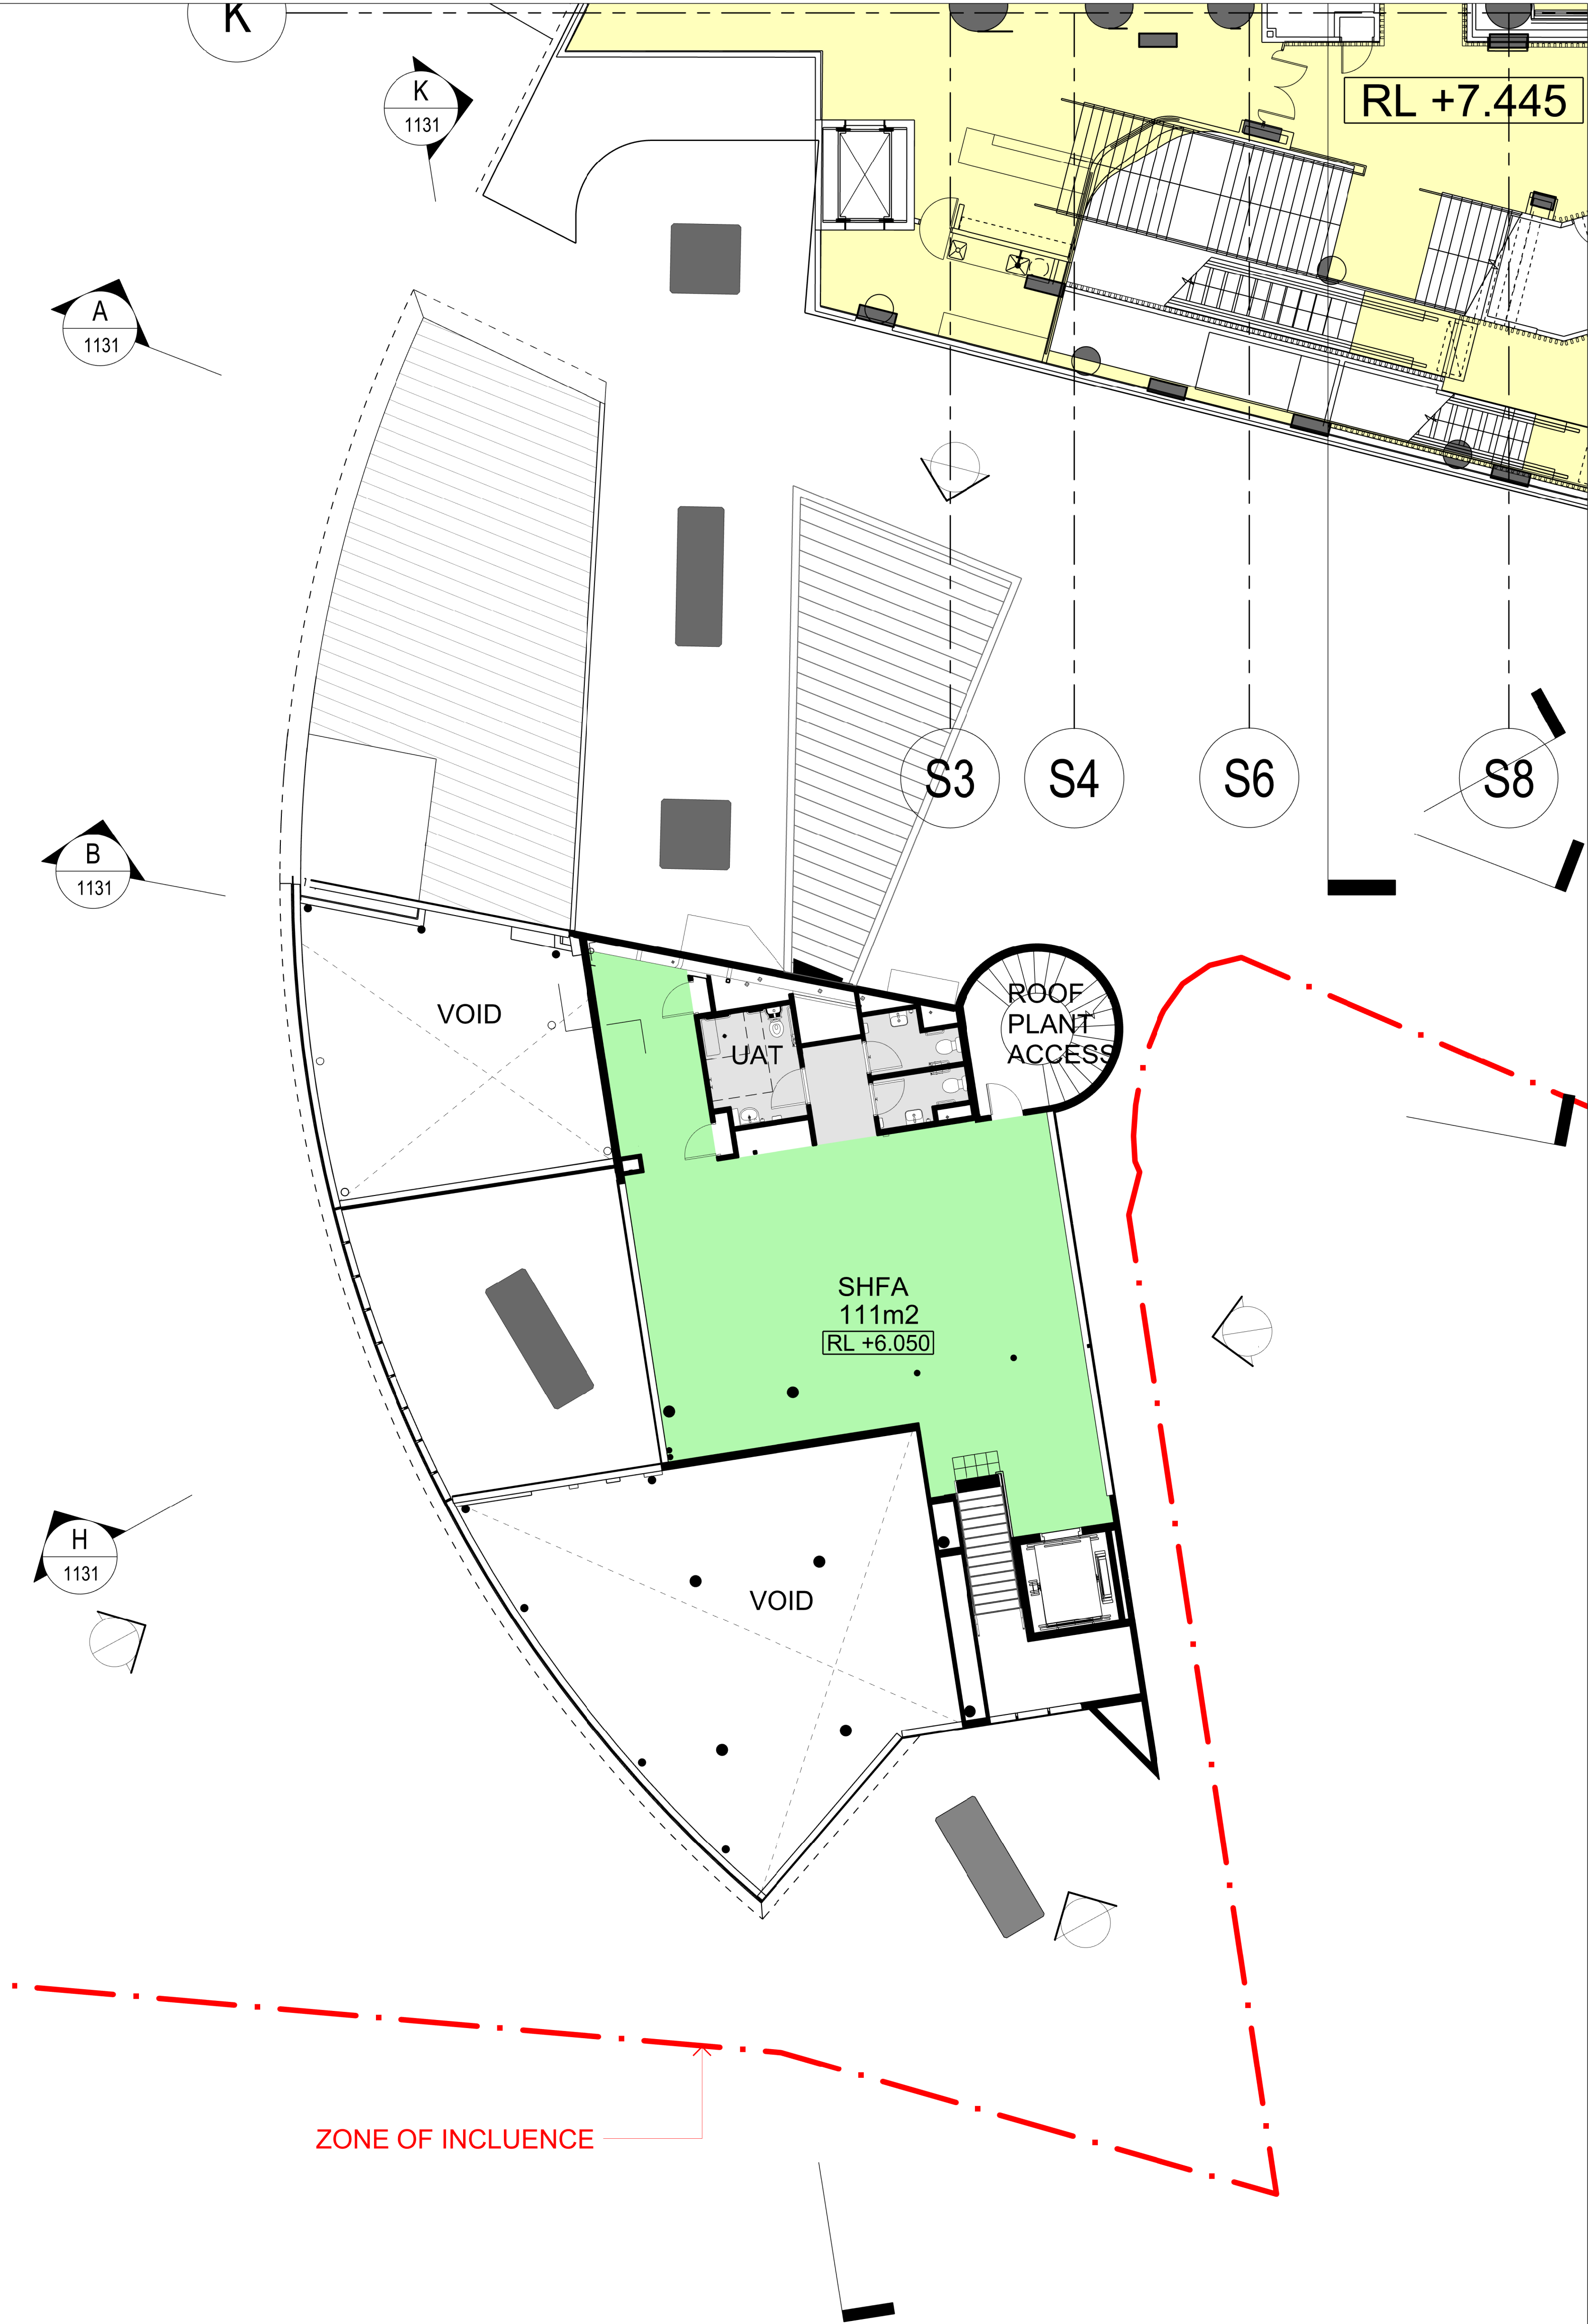 K
K
1131
RL +7.445
A
1131
S3
S4
S6
S8
B
1131
VOID
ROOF
PLANT
ACCESS
UAT
SHFA
111m2
RL +6.050
H
1131
VOID
ZONE OF INCLUENCE